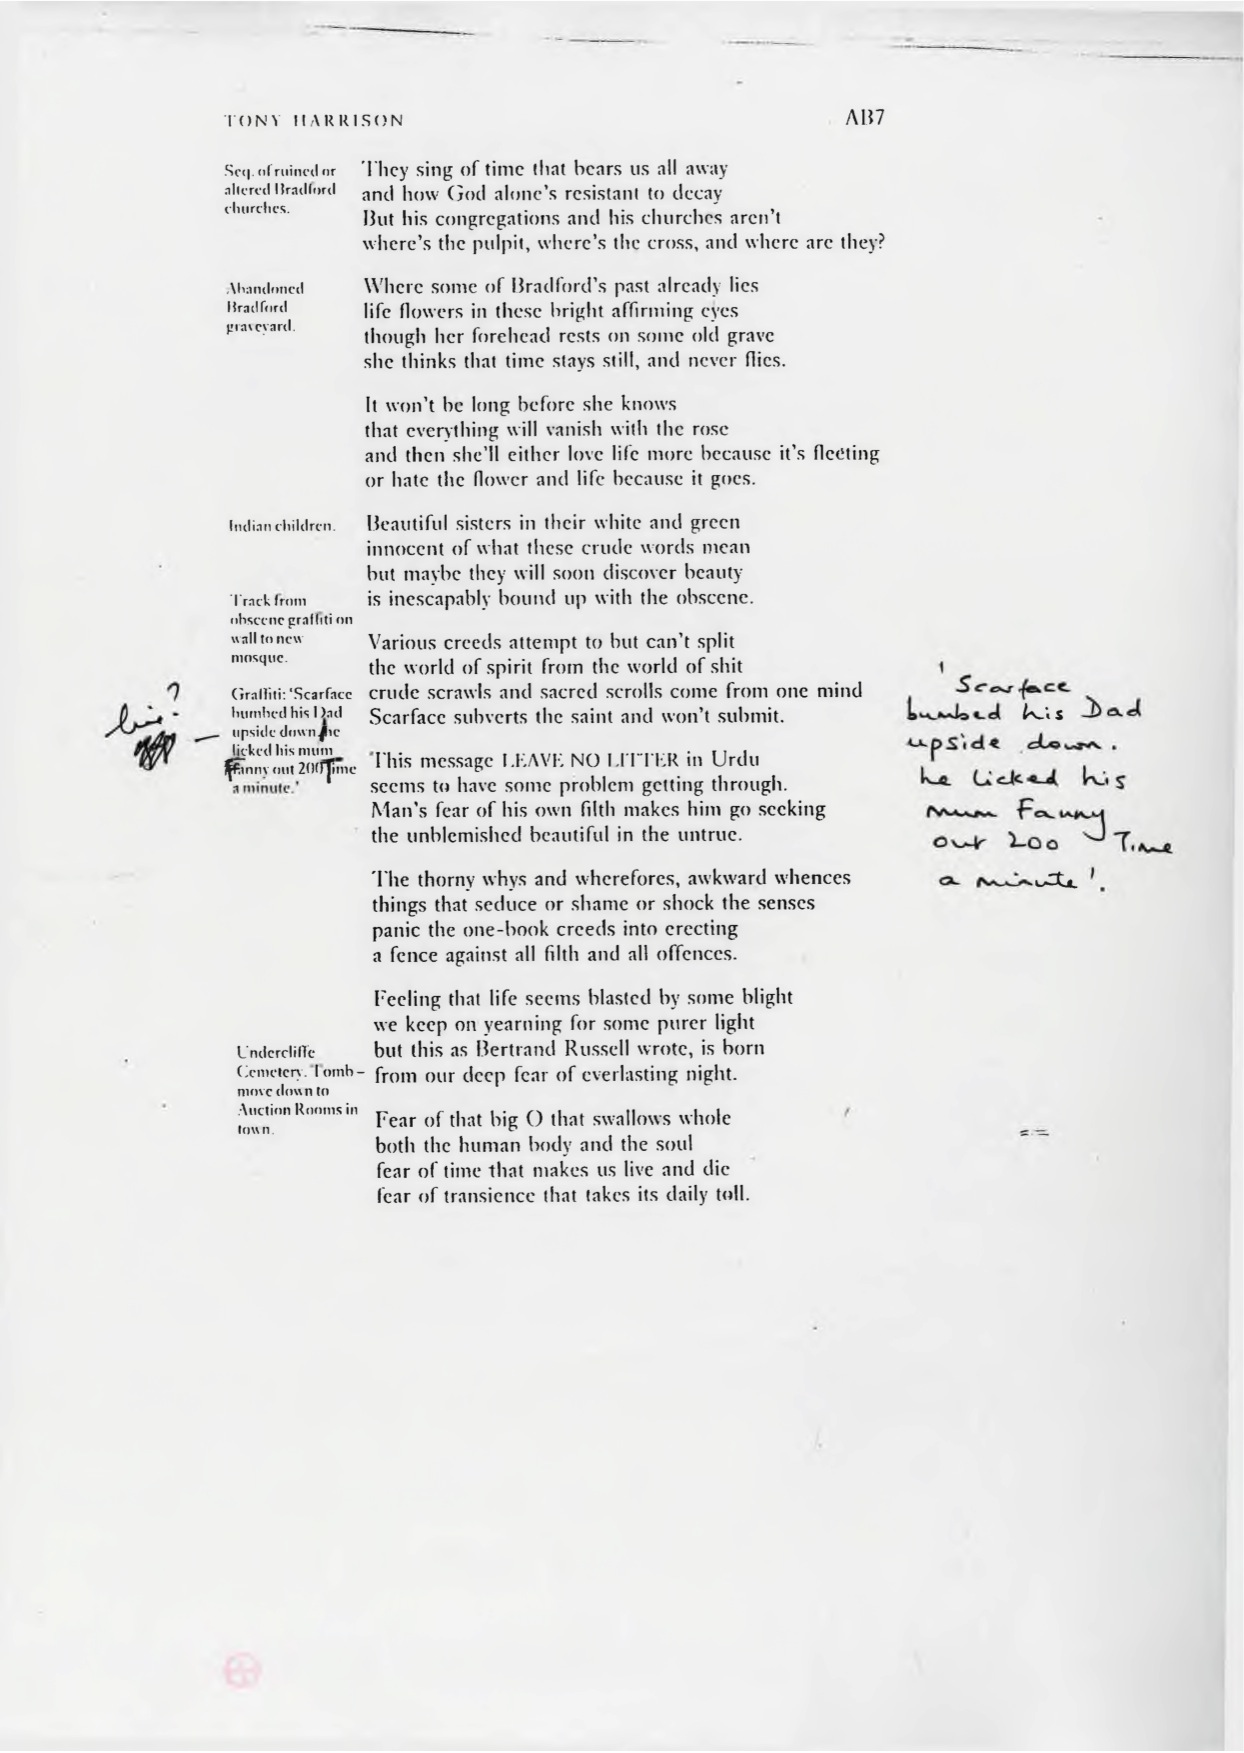 TONY HARRISON
AB7
Seq. of ruined or
altered Bradford
churches.
They sing of time that bears us all away
and how God alone's resistant to decay
But his congregations and his churches aren't
where's the pulpit, where's the cross, and where are they?
Abandoned
Bradford
graveyard.
Where some of Bradford's past already lies
life flowers in these bright affirming eyes
though her forehead rests on some old grave
she thinks that time stays still, and never flies.
It won't be long before she knows
that everything will vanish with the rose
and then she'll either love life more because it's fleeting
or hate the flower and life because it goes.
Indian children.
Beautiful sisters in their white and green
innocent of what these crude words mean
but maybe they will soon discover beauty
is inescapably bound up with the obscene.
Track from
obscene graffiti on
wall to new
mosque.
Various creeds attempt to but can't split
the world of spirit from the world of shit
crude scrawls and sacred scrolls come from one mind
Scarface subverts the saint and won't submit.
?
Graffiti: 'Scarface
bumbed his Dad
upside down he
licked his mum
Fanny out 200 Time
a minute.'
'Scarface
bumbed his Dad
upside down.
he licked his
mum Fanny
out 200 Time
a minute'.
This message LEAVE NO LITTER in Urdu
seems to have some problem getting through.
Man's fear of his own filth makes him go seeking
the unblemished beautiful in the untrue.
The thorny whys and wherefores, awkward whences
things that seduce or shame or shock the senses
panic the one-book creeds into erecting
a fence against all filth and all offences.
Feeling that life seems blasted by some blight
we keep on yearning for some purer light
but this as Bertrand Russell wrote, is born
from our deep fear of everlasting night.
Undercliffe
Cemetery. Tomb–
move down to
Auction Rooms in
town.
Fear of that big O that swallows whole
both the human body and the soul
fear of time that makes us live and die
fear of transience that takes its daily toll.